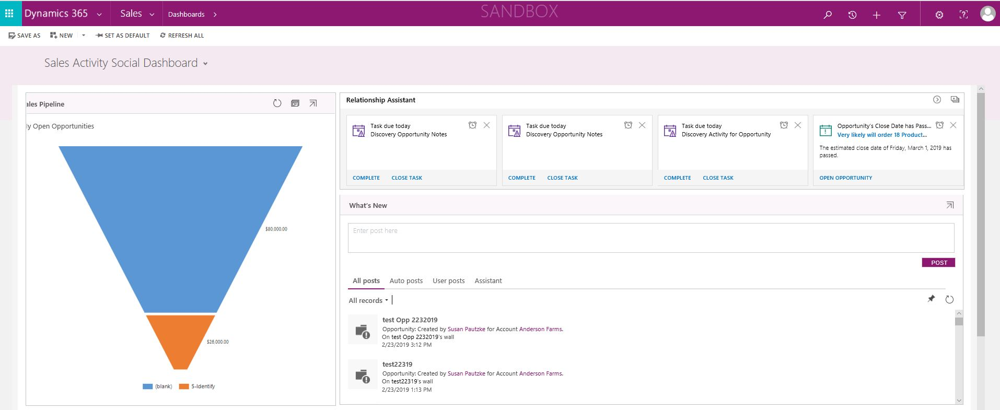 Dynamics 365
Sales
Dashboards
SANDBOX
SAVE AS
NEW
SET AS DEFAULT
REFRESH ALL
Sales Activity Social Dashboard
ales Pipeline
y Open Opportunities
$80,000.00
$26,000.00
(blank)
5-Identify
Relationship Assistant
Task due today
Discovery Opportunity Notes
COMPLETE
CLOSE TASK
Task due today
Discovery Opportunity Notes
COMPLETE
CLOSE TASK
Task due today
Discovery Activity for Opportunity
COMPLETE
CLOSE TASK
Opportunity's Close Date has Pass...
Very likely will order 18 Product...
The estimated close date of Friday, March 1, 2019 has
passed.
OPEN OPPORTUNITY
What's New
Enter post here
POST
All posts
Auto posts
User posts
Assistant
All records
test Opp 2232019
Opportunity: Created by Susan Pautzke for Account Anderson Farms.
On test Opp 2232019's wall
2/23/2019 3:12 PM
test22319
Opportunity: Created by Susan Pautzke for Account Anderson Farms.
On test22319's wall
2/23/2019 1:13 PM